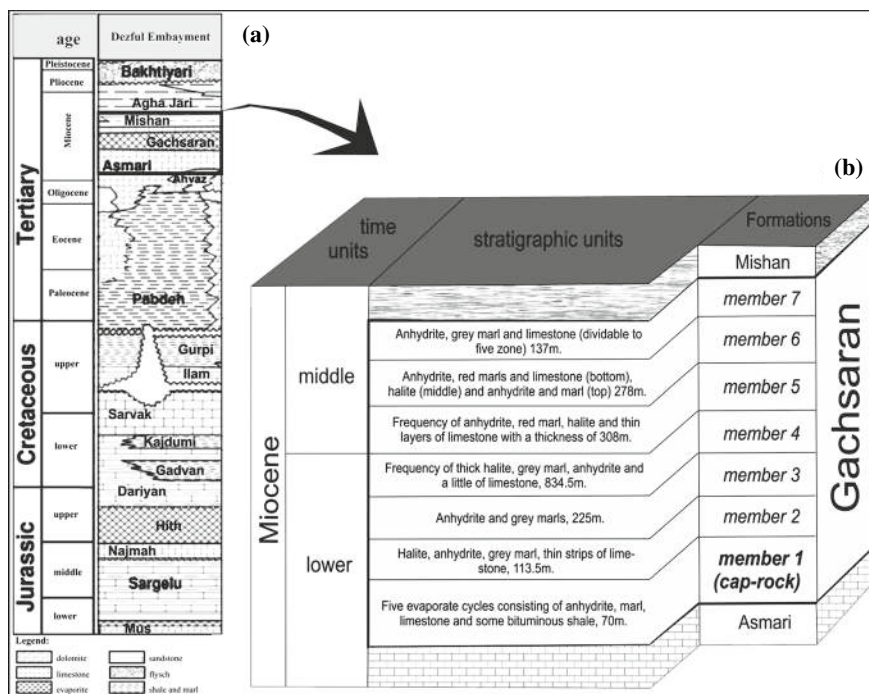 age
Dezful Embayment
(a)
Pleistocene
Pliocene
Miocene
Oligocene
Eocene
Paleocene
Tertiary
upper
lower
Cretaceous
upper
middle
lower
Jurassic
Bakhtiyari
Agha Jari
Mishan
Gachsaran
Asmari
Ahvaz
Pabdeh
Gurpi
Ilam
Sarvak
Kajdumi
Gadvan
Dariyan
Hith
Najmah
Sargelu
Mus
Legend:
dolomite
limestone
evaporite
sandstone
flysch
shale and marl
(b)
time
units
stratigraphic units
Formations
Miocene
middle
lower
Anhydrite, grey marl and limestone (dividable to
five zone) 137m.
Anhydrite, red marls and limestone (bottom),
halite (middle) and anhydrite and marl (top) 278m.
Frequency of anhydrite, red marl, halite and thin
layers of limestone with a thickness of 308m.
Frequency of thick halite, grey marl, anhydrite and
a little of limestone, 834.5m.
Anhydrite and grey marls, 225m.
Halite, anhydrite, grey marl, thin strips of lime-
stone, 113.5m.
Five evaporate cycles consisting of anhydrite, marl,
limestone and some bituminous shale, 70m.
Mishan
member 7
member 6
member 5
member 4
member 3
member 2
member 1
(cap-rock)
Asmari
Gachsaran